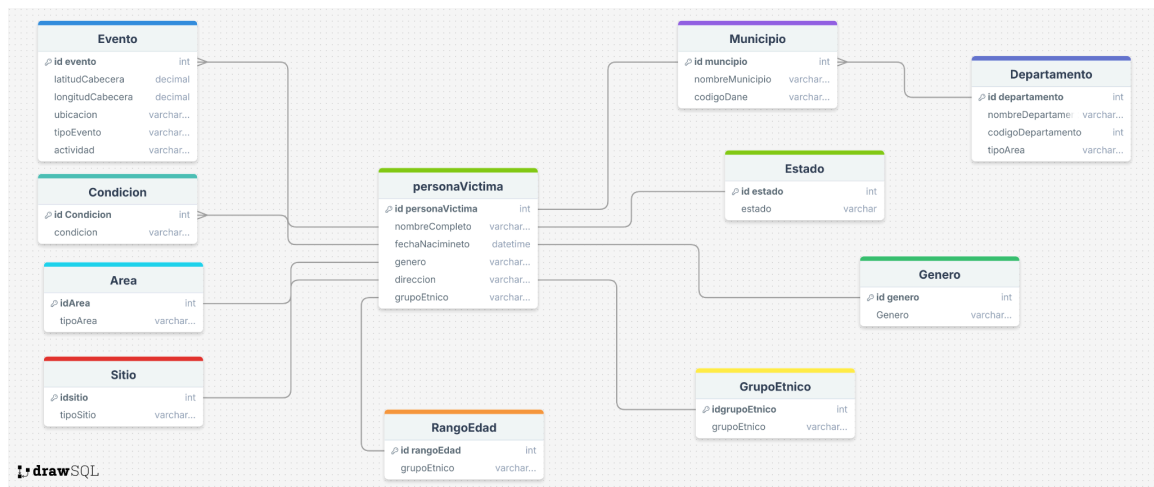 Evento
id evento int
latitudCabecera decimal
longitudCabecera decimal
ubicacion varchar...
tipoEvento varchar...
actividad varchar...
Condicion
id Condicion int
condicion varchar...
Area
idArea int
tipoArea varchar...
Sitio
idsitio int
tipoSitio varchar...
personaVictima
id personaVictima int
nombreCompleto varchar...
fechaNacimineto datetime
genero varchar...
direccion varchar...
grupoEtnico varchar...
RangoEdad
id rangoEdad int
grupoEtnico varchar...
Municipio
id muncipio int
nombreMunicipio varchar...
codigoDane varchar...
Departamento
id departamento int
nombreDepartame varchar...
codigoDepartamento int
tipoArea varchar...
Estado
id estado int
estado varchar
Genero
id genero int
Genero varchar...
GrupoEtnico
idgrupoEtnico int
grupoEtnico varchar...
drawSQL